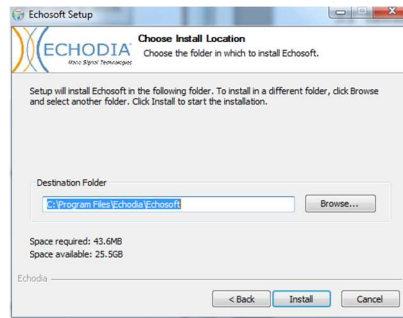 Echosoft Setup
ECHODIA
Choose Install Location
Choose the folder in which to install Echosoft.
Setup will install Echosoft in the following folder. To install in a different folder, click Browse
and select another folder. Click Install to start the installation.
Destination Folder
C:\Program Files\Echodia\Echosoft
Browse...
Space required: 43.6MB
Space available: 25.5GB
Echodia
< Back
Install
Cancel